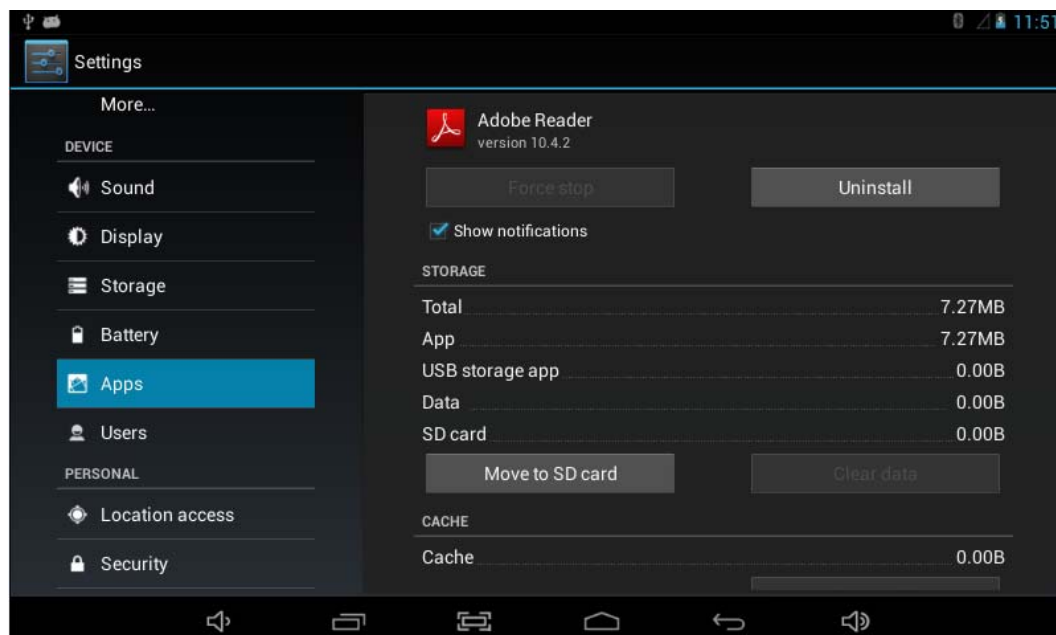 11:51
Settings
More...
DEVICE
Sound
Display
Storage
Battery
Apps
Users
PERSONAL
Location access
Security
Adobe Reader
version 10.4.2
Force stop
Uninstall
Show notifications
STORAGE
Total 7.27MB
App 7.27MB
USB storage app 0.00B
Data 0.00B
SD card 0.00B
Move to SD card
Clear data
CACHE
Cache 0.00B